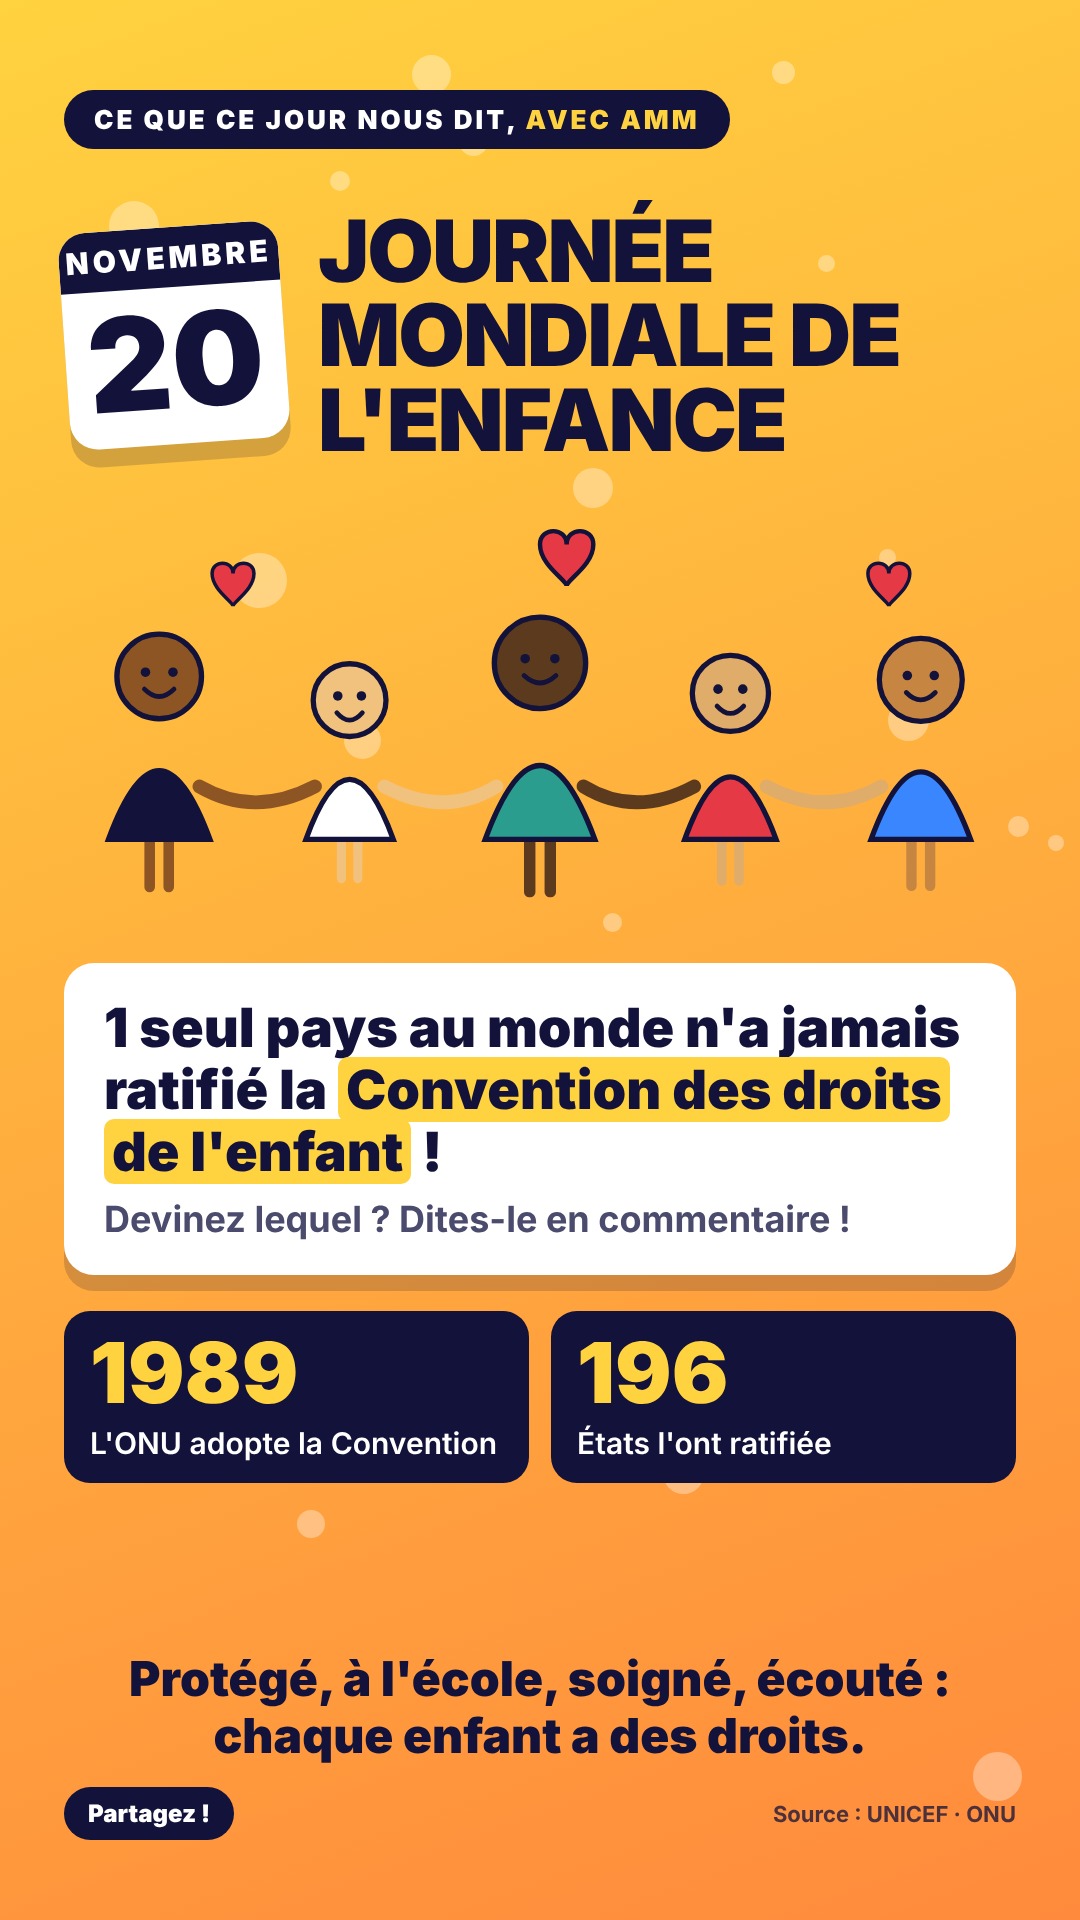 CE QUE CE JOUR NOUS DIT, AVEC AMM
NOVEMBRE
20
JOURNÉE
MONDIALE DE
L'ENFANCE
1 seul pays au monde n'a jamais
ratifié la Convention des droits
de l'enfant !
Devinez lequel ? Dites-le en commentaire !
1989
L'ONU adopte la Convention
196
États l'ont ratifiée
Protégé, à l'école, soigné, écouté :
chaque enfant a des droits.
Partagez !
Source : UNICEF · ONU